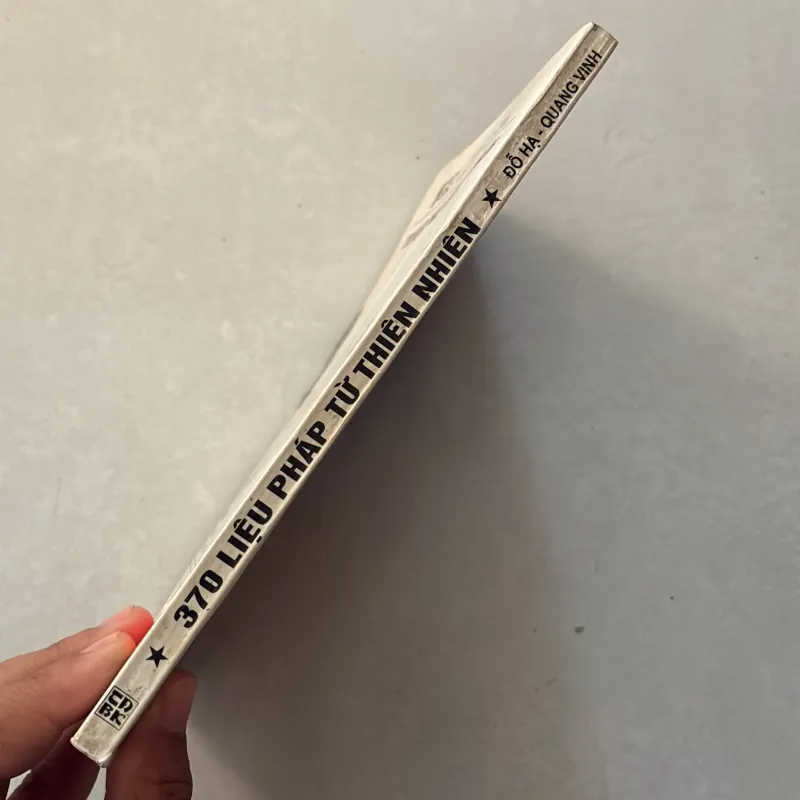 ★ 370 LIỆU PHÁP TỪ THIÊN NHIÊN ★ ĐỖ HẠ - QUANG VINH